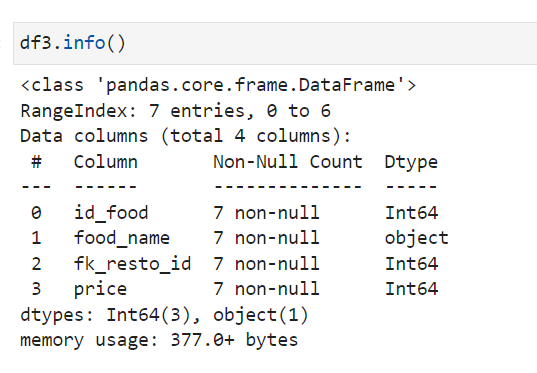 df3.info()
<class 'pandas.core.frame.DataFrame'>
RangeIndex: 7 entries, 0 to 6
Data columns (total 4 columns):
 #   Column       Non-Null Count  Dtype
---  ------       --------------  -----
 0   id_food      7 non-null      Int64
 1   food_name    7 non-null      object
 2   fk_resto_id  7 non-null      Int64
 3   price        7 non-null      Int64
dtypes: Int64(3), object(1)
memory usage: 377.0+ bytes